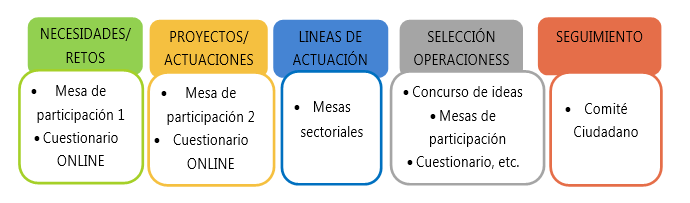 NECESIDADES/
RETOS
• Mesa de
participación 1
• Cuestionario
ONLINE
PROYECTOS/
ACTUACIONES
• Mesa de
participación 2
• Cuestionario
ONLINE
LINEAS DE
ACTUACIÓN
• Mesas
sectoriales
SELECCIÓN
OPERACIONESS
• Concurso de ideas
• Mesas de
participación
• Cuestionario, etc.
SEGUIMIENTO
• Comité
Ciudadano